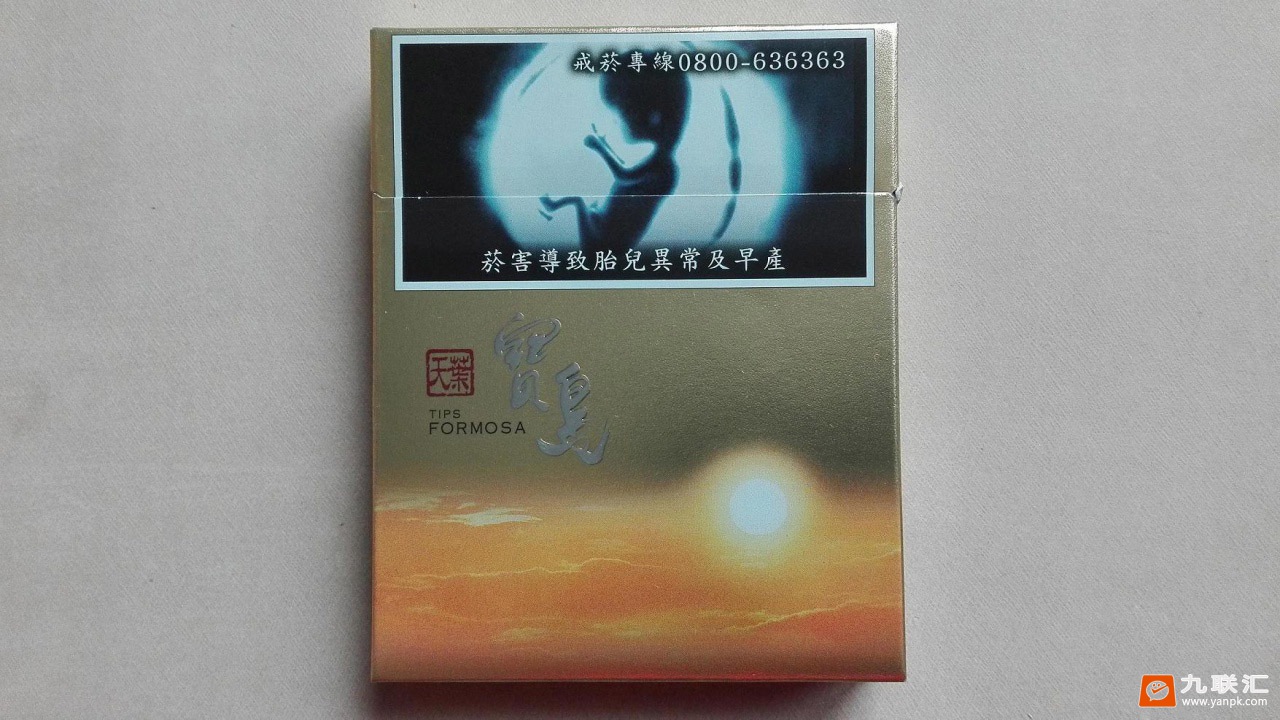 戒菸專線0800-636363
菸害導致胎兒異常及早產
寶島
天葉
TIPS
FORMOSA
九联汇
www.yanpk.com